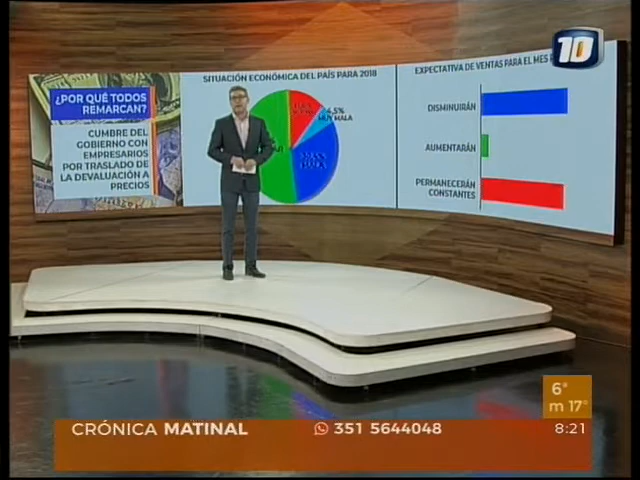 10
SITUACIÓN ECONÓMICA DEL PAÍS PARA 2018
EXPECTATIVA DE VENTAS PARA EL MES
¿POR QUÉ TODOS
REMARCAN?
CUMBRE DEL
GOBIERNO CON
EMPRESARIOS
POR TRASLADO DE
LA DEVALUACIÓN A
PRECIOS
MUY MALA
DISMINUIRÁN
AUMENTARÁN
PERMANECERÁN
CONSTANTES
6°
m 17°
CRÓNICA MATINAL
351 5644048
8:21